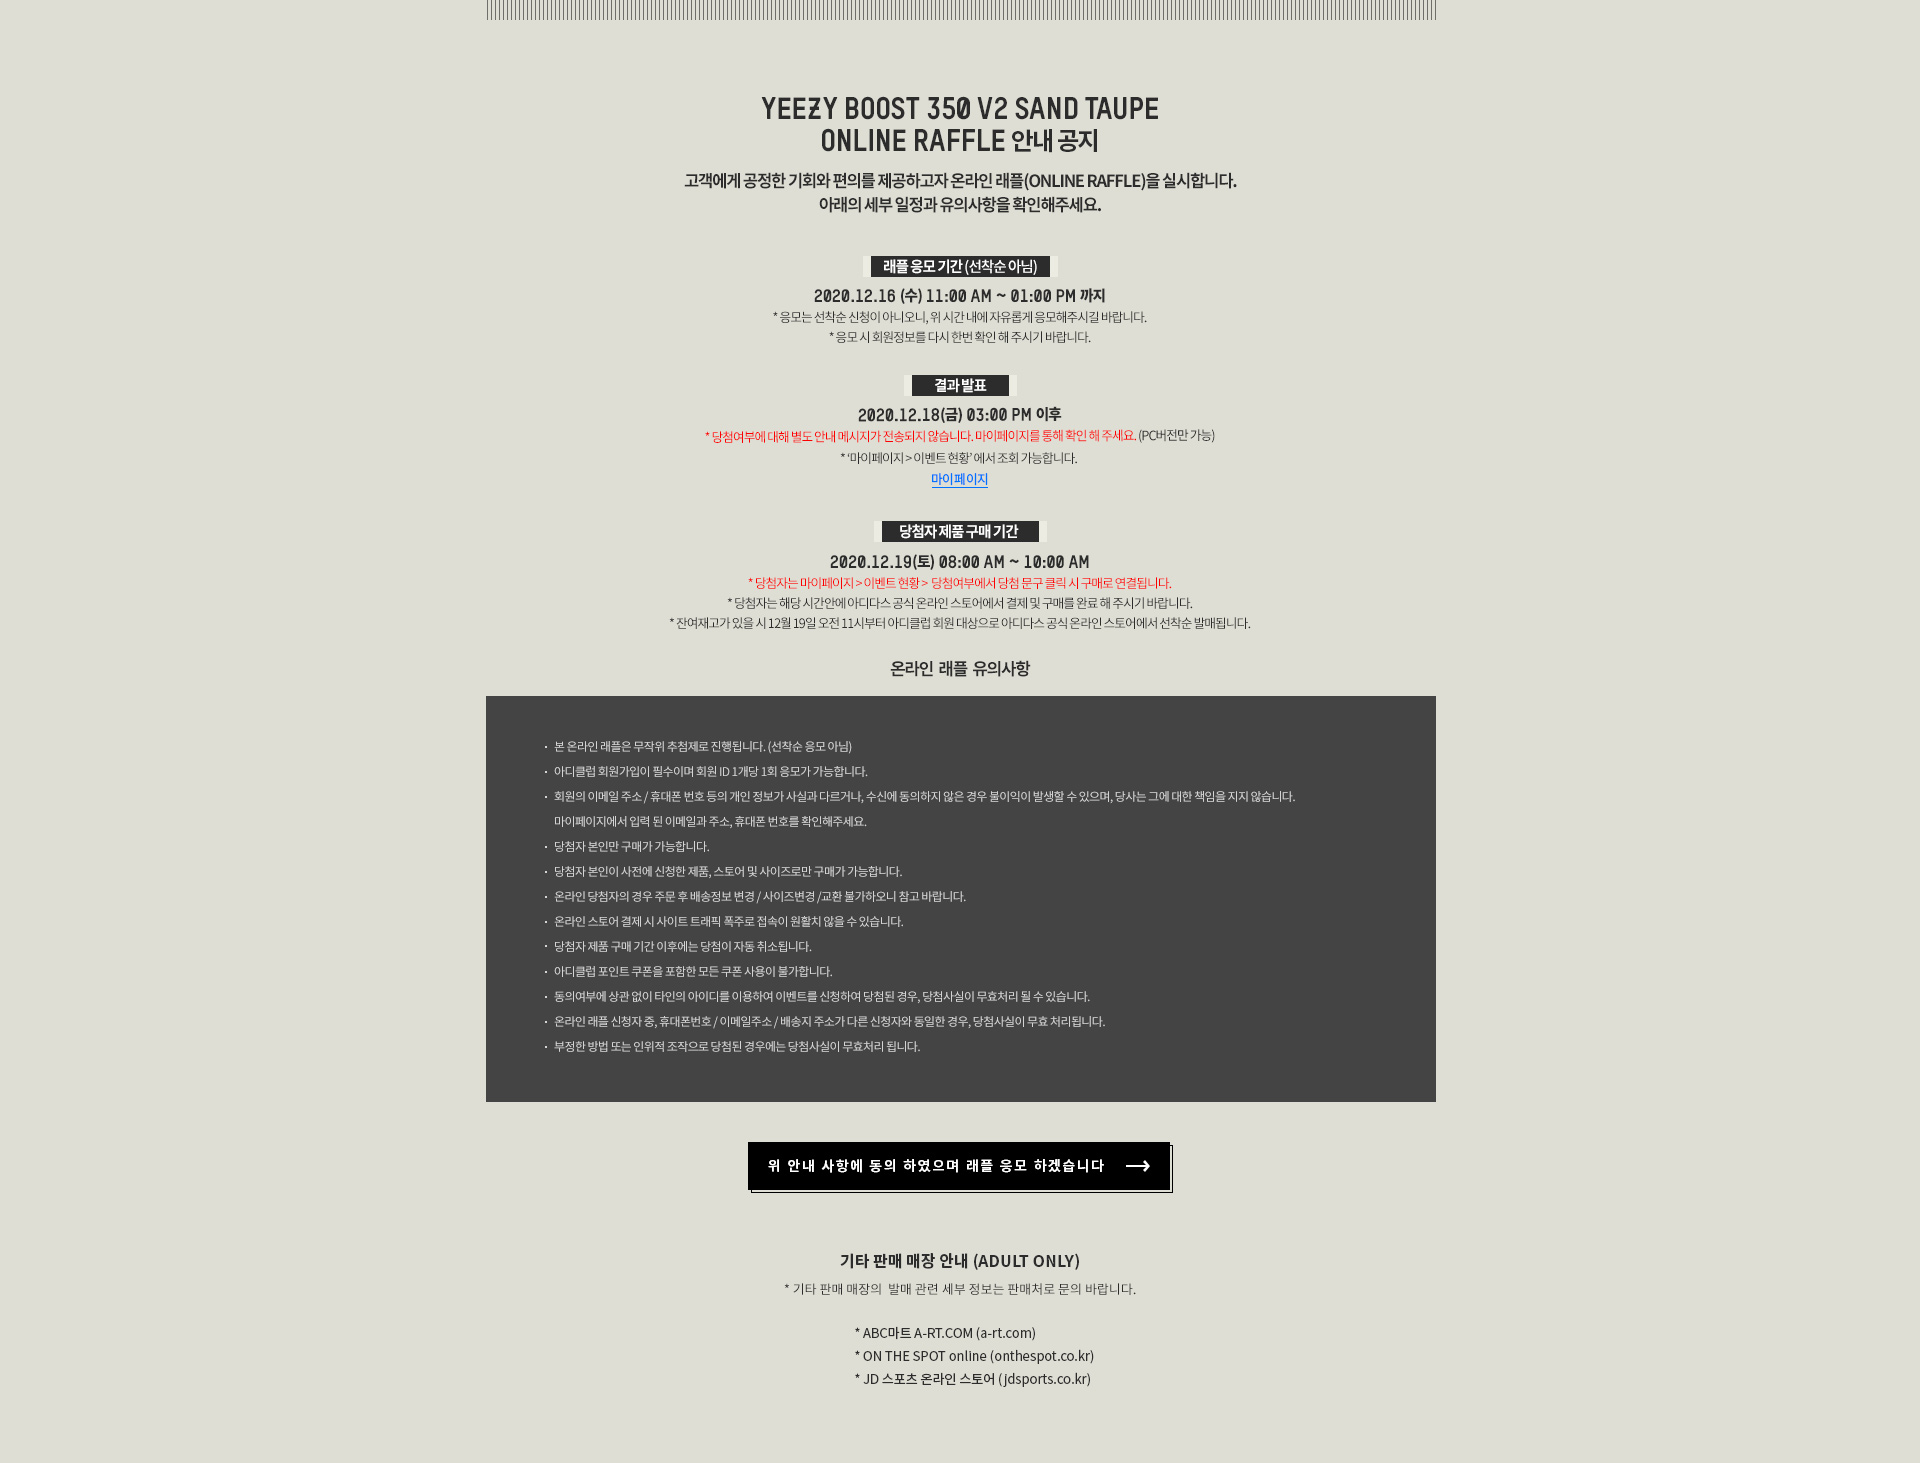 YEEZY BOOST 350 V2 SAND TAUPE
ONLINE RAFFLE 안내 공지
고객에게 공정한 기회와 편의를 제공하고자 온라인 래플(ONLINE RAFFLE)을 실시합니다.
아래의 세부 일정과 유의사항을 확인해주세요.
래플 응모 기간 (선착순 아님)
2020.12.16 (수) 11:00 AM ~ 01:00 PM 까지
* 응모는 선착순 신청이 아니오니, 위 시간 내에 자유롭게 응모해주시길 바랍니다.
* 응모 시 회원정보를 다시 한번 확인 해 주시기 바랍니다.
결과 발표
2020.12.18(금) 03:00 PM 이후
* 당첨여부에 대해 별도 안내 메시지가 전송되지 않습니다. 마이페이지를 통해 확인 해 주세요. (PC버전만 가능)
* ‘마이페이지 > 이벤트 현황’ 에서 조회 가능합니다.
마이페이지
당첨자 제품 구매 기간
2020.12.19(토) 08:00 AM ~ 10:00 AM
* 당첨자는 마이페이지 > 이벤트 현황 > 당첨여부에서 당첨 문구 클릭 시 구매로 연결됩니다.
* 당첨자는 해당 시간안에 아디다스 공식 온라인 스토어에서 결제 및 구매를 완료 해 주시기 바랍니다.
* 잔여재고가 있을 시 12월 19일 오전 11시부터 아디클럽 회원 대상으로 아디다스 공식 온라인 스토어에서 선착순 발매됩니다.
온라인 래플 유의사항
· 본 온라인 래플은 무작위 추첨제로 진행됩니다. (선착순 응모 아님)
· 아디클럽 회원가입이 필수이며 회원 ID 1개당 1회 응모가 가능합니다.
· 회원의 이메일 주소 / 휴대폰 번호 등의 개인 정보가 사실과 다르거나, 수신에 동의하지 않은 경우 불이익이 발생할 수 있으며, 당사는 그에 대한 책임을 지지 않습니다.
마이페이지에서 입력 된 이메일과 주소, 휴대폰 번호를 확인해주세요.
· 당첨자 본인만 구매가 가능합니다.
· 당첨자 본인이 사전에 신청한 제품, 스토어 및 사이즈로만 구매가 가능합니다.
· 온라인 당첨자의 경우 주문 후 배송정보 변경 / 사이즈변경 /교환 불가하오니 참고 바랍니다.
· 온라인 스토어 결제 시 사이트 트래픽 폭주로 접속이 원활치 않을 수 있습니다.
· 당첨자 제품 구매 기간 이후에는 당첨이 자동 취소됩니다.
· 아디클럽 포인트 쿠폰을 포함한 모든 쿠폰 사용이 불가합니다.
· 동의여부에 상관 없이 타인의 아이디를 이용하여 이벤트를 신청하여 당첨된 경우, 당첨사실이 무효처리 될 수 있습니다.
· 온라인 래플 신청자 중, 휴대폰번호 / 이메일주소 / 배송지 주소가 다른 신청자와 동일한 경우, 당첨사실이 무효 처리됩니다.
· 부정한 방법 또는 인위적 조작으로 당첨된 경우에는 당첨사실이 무효처리 됩니다.
위 안내 사항에 동의 하였으며 래플 응모 하겠습니다
기타 판매 매장 안내 (ADULT ONLY)
* 기타 판매 매장의 발매 관련 세부 정보는 판매처로 문의 바랍니다.
* ABC마트 A-RT.COM (a-rt.com)
* ON THE SPOT online (onthespot.co.kr)
* JD 스포츠 온라인 스토어 (jdsports.co.kr)